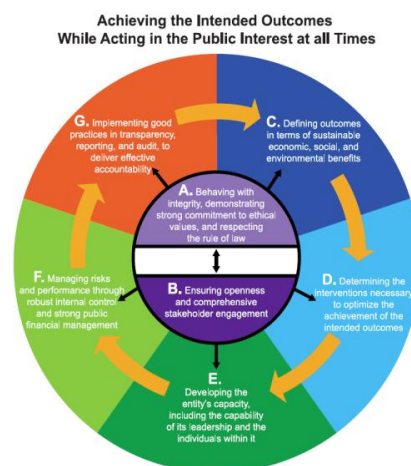 Achieving the Intended Outcomes
While Acting in the Public Interest at all Times
G. Implementing good
practices in transparency,
reporting, and audit, to
deliver effective
accountability
C. Defining outcomes
in terms of sustainable
economic, social, and
environmental benefits
A. Behaving with
integrity, demonstrating
strong commitment to ethical
values, and respecting
the rule of law
B. Ensuring openness
and comprehensive
stakeholder engagement
F. Managing risks
and performance through
robust internal control
and strong public
financial management
D. Determining the
interventions necessary
to optimize the
achievement of the
intended outcomes
E.
Developing the
entity's capacity,
including the capability
of its leadership and the
individuals within it